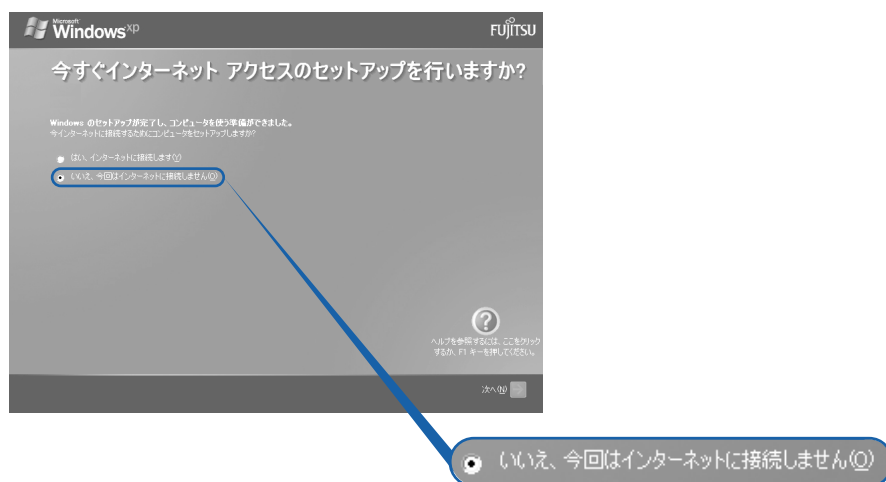 Microsoft
Windows xp
FUJITSU
今すぐインターネット アクセスのセットアップを行いますか?
Windows のセットアップが完了し、コンピュータを使う準備ができました。
今インターネットに接続するためにコンピュータをセットアップしますか?
はい、インターネットに接続します(Y)
いいえ、今回はインターネットに接続しません(O)
ヘルプを参照するには、ここをクリック
するか、F1 キーを押してください。
次へ(N)
いいえ、今回はインターネットに接続しません(O)